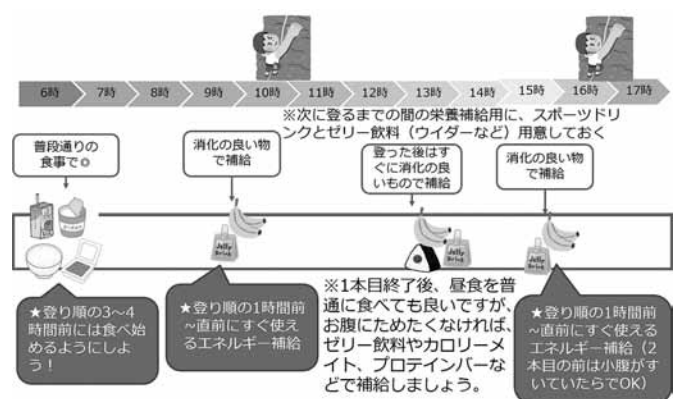 6時
7時
8時
9時
10時
11時
12時
13時
14時
15時
16時
17時
※次に登るまでの間の栄養補給用に、スポーツドリ
ンクとゼリー飲料（ウイダーなど）用意しておく
普段通りの
食事で◎
消化の良い物
で補給
登った後はす
ぐに消化の良
いもので補給
消化の良い物
で補給
Jelly
Drink
Jelly
Drink
Jelly
Drink
★登り順の3～4
時間前には食べ始
めるようにしよ
う！
★登り順の1時間前
~直前にすぐ使え
るエネルギー補給
※1本目終了後、昼食を普
通に食べても良いですが、
お腹にためたくなければ、
ゼリー飲料やカロリーメ
イト、プロテインバーな
どで補給しましょう。
★登り順の1時間前
~直前にすぐ使える
エネルギー補給（2
本目の前は小腹がす
いていたらでOK）